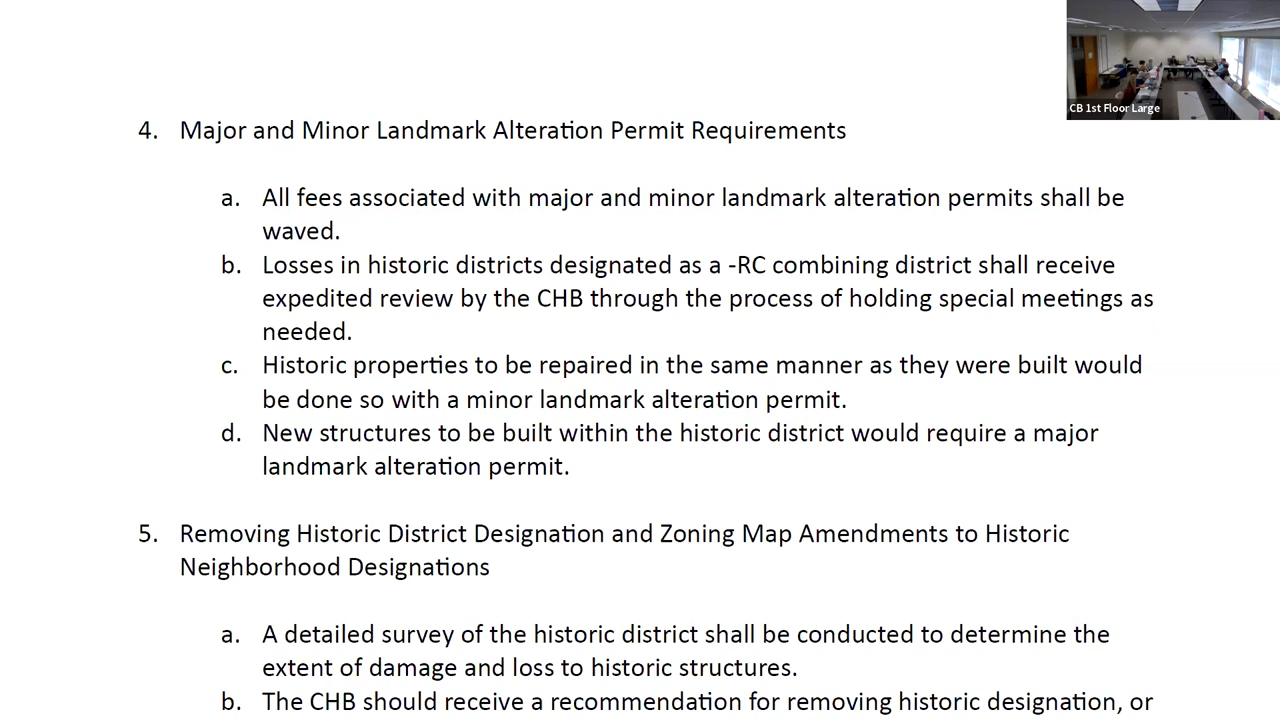 CB 1st Floor Large
4. Major and Minor Landmark Alteration Permit Requirements
a. All fees associated with major and minor landmark alteration permits shall be
waved.
b. Losses in historic districts designated as a -RC combining district shall receive
expedited review by the CHB through the process of holding special meetings as
needed.
c. Historic properties to be repaired in the same manner as they were built would
be done so with a minor landmark alteration permit.
d. New structures to be built within the historic district would require a major
landmark alteration permit.
5. Removing Historic District Designation and Zoning Map Amendments to Historic
Neighborhood Designations
a. A detailed survey of the historic district shall be conducted to determine the
extent of damage and loss to historic structures.
b. The CHB should receive a recommendation for removing historic designation, or